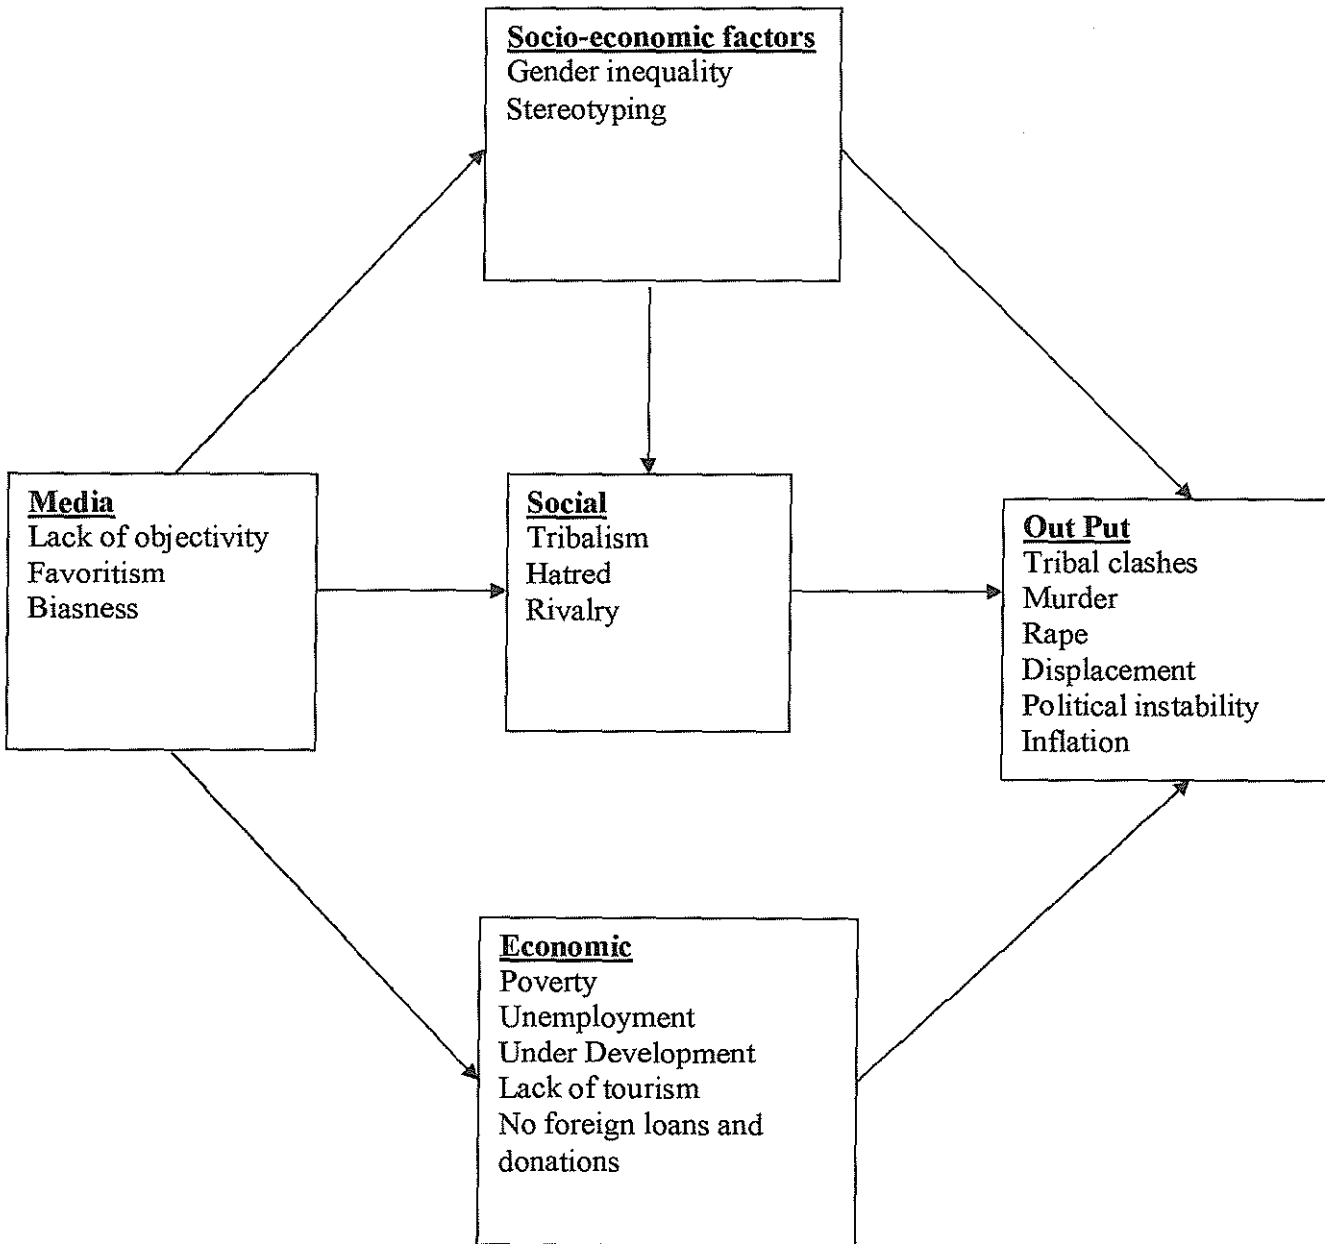 Socio-economic factors
Gender inequality
Stereotyping
Media
Lack of objectivity
Favoritism
Biasness
Social
Tribalism
Hatred
Rivalry
Out Put
Tribal clashes
Murder
Rape
Displacement
Political instability
Inflation
Economic
Poverty
Unemployment
Under Development
Lack of tourism
No foreign loans and
donations